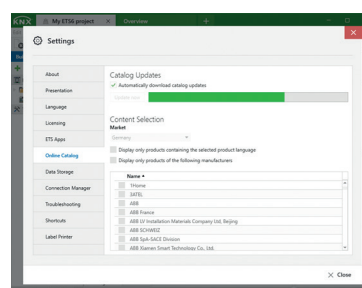 KNX
My ETS6 project
Overview
Settings
About
Presentation
Language
Licensing
ETS Apps
Online Catalog
Data Storage
Connection Manager
Troubleshooting
Shortcuts
Label Printer
Catalog Updates
Automatically download catalog updates
Update now
Content Selection
Market
Germany
Display only products containing the selected product language
Display only products of the following manufacturers
Name
1Home
3ATEL
ABB
ABB France
ABB LV Installation Materials Company Ltd, Beijing
ABB SCHWEIZ
ABB SpA-SACE Division
ABB Xiamen Smart Technology Co., Ltd.
Close